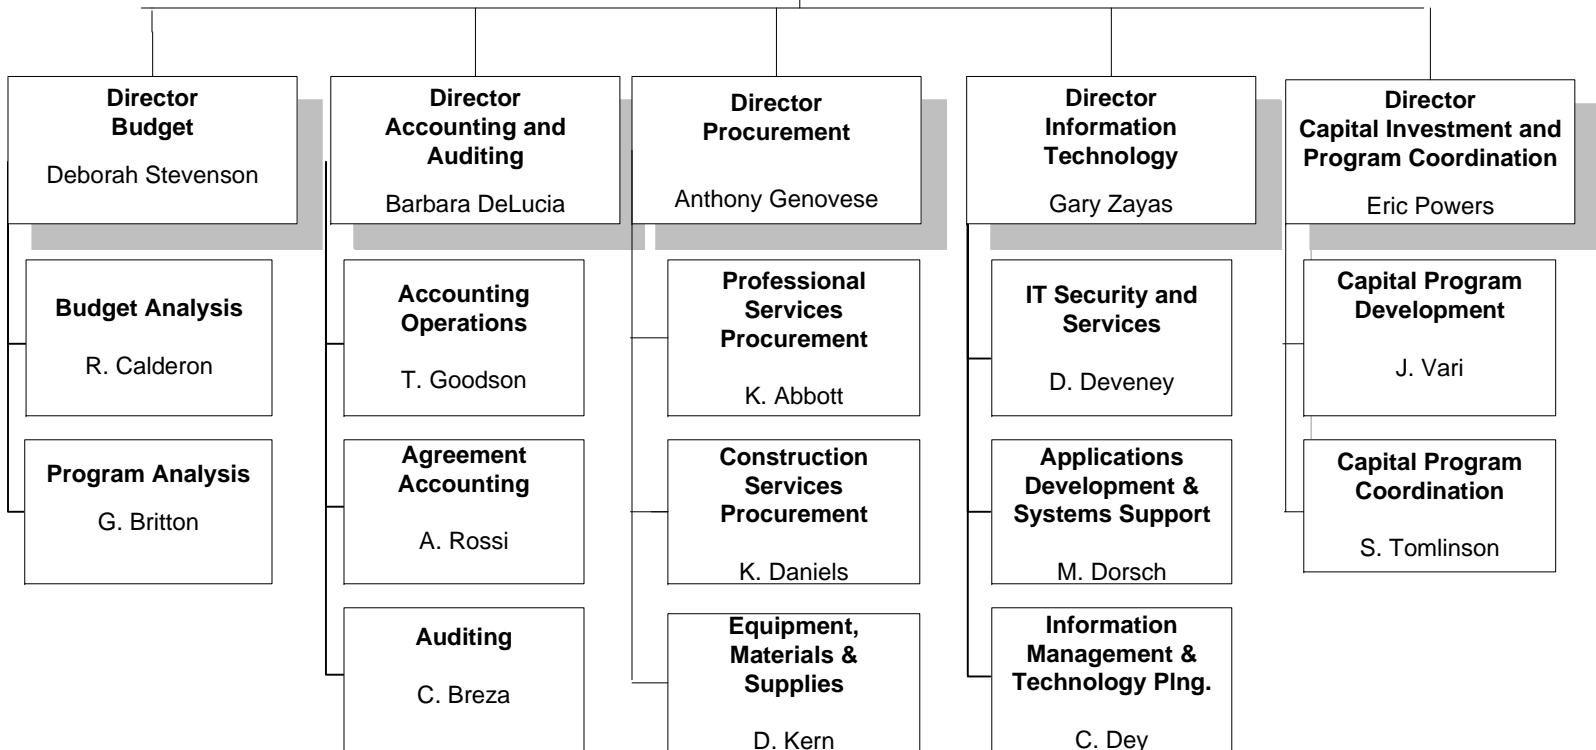 Director
Budget
Deborah Stevenson
Director
Accounting and
Auditing
Barbara DeLucia
Director
Procurement
Anthony Genovese
Director
Information
Technology
Gary Zayas
Director
Capital Investment and
Program Coordination
Eric Powers
Budget Analysis
R. Calderon
Program Analysis
G. Britton
Accounting
Operations
T. Goodson
Agreement
Accounting
A. Rossi
Auditing
C. Breza
Professional
Services
Procurement
K. Abbott
Construction
Services
Procurement
K. Daniels
Equipment,
Materials &
Supplies
D. Kern
IT Security and
Services
D. Deveney
Applications
Development &
Systems Support
M. Dorsch
Information
Management &
Technology Plng.
C. Dey
Capital Program
Development
J. Vari
Capital Program
Coordination
S. Tomlinson